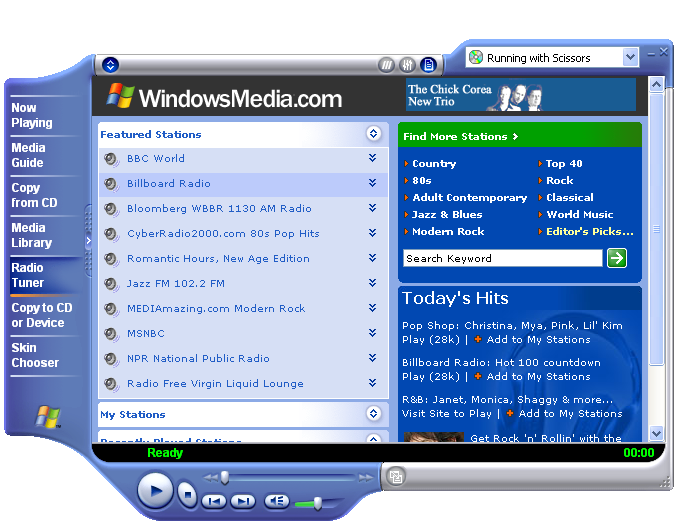 Running with Scissors
Now
Playing
Media
Guide
Copy
from CD
Media
Library
Radio
Tuner
Copy to CD
or Device
Skin
Chooser
WindowsMedia.com
The Chick Corea
New Trio
Featured Stations
BBC World
Billboard Radio
Bloomberg WBBR 1130 AM Radio
CyberRadio2000.com 80s Pop Hits
Romantic Hours, New Age Edition
Jazz FM 102.2 FM
MEDIAmazing.com Modern Rock
MSNBC
NPR National Public Radio
Radio Free Virgin Liquid Lounge
My Stations
Recently Played Stations
Find More Stations
Country
Top 40
80s
Rock
Adult Contemporary
Classical
Jazz & Blues
World Music
Modern Rock
Editor's Picks...
Search Keyword
Today's Hits
Pop Shop: Christina, Mya, Pink, Lil' Kim
Play (28k) | + Add to My Stations
Billboard Radio: Hot 100 countdown
Play (28k) | + Add to My Stations
R&B: Janet, Monica, Shaggy & more...
Visit Site to Play | + Add to My Stations
Get Rock 'n' Rollin' with the
Ready
00:00